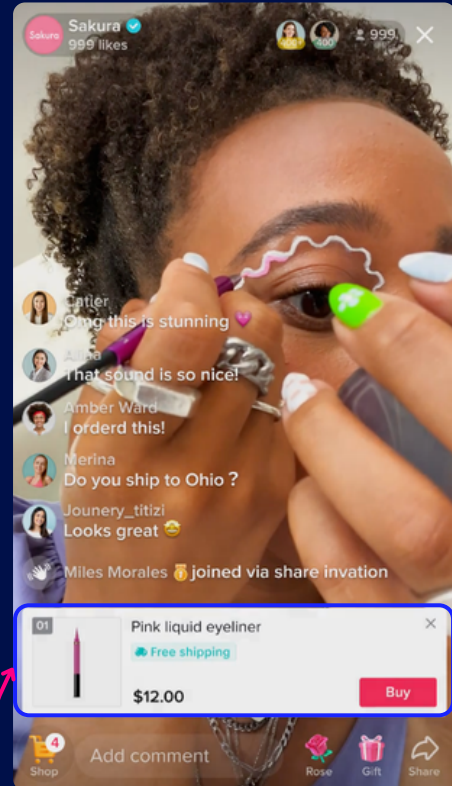 Sakura
Sakura
999 likes
400+
400
999
Catier
Omg this is stunning
Alina
That sound is so nice!
Amber Ward
I orderd this!
Merina
Do you ship to Ohio ?
Jounery_titizi
Looks great
Miles Morales joined via share invation
01
Pink liquid eyeliner
Free shipping
$12.00
Buy
4
Shop
Add comment
Rose
Gift
Share